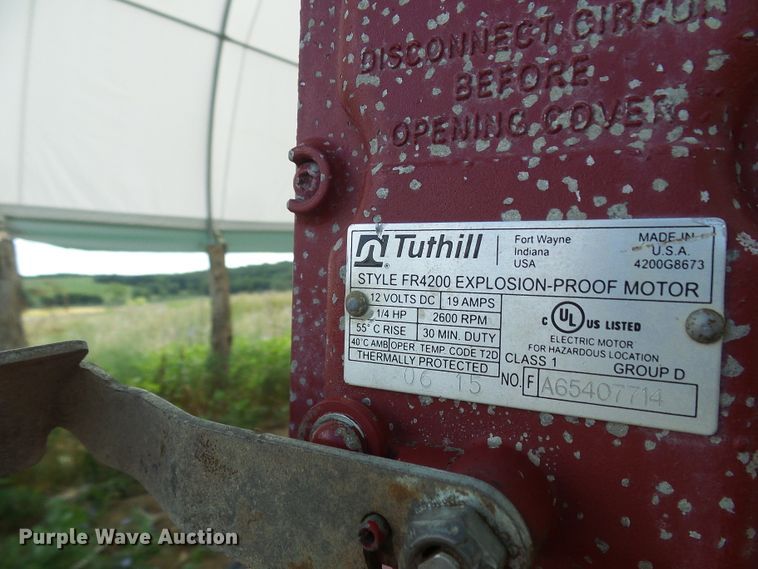 DISCONNECT CIRCUI
BEFORE
OPENING COVER
Tuthill
Fort Wayne
Indiana
USA
MADE IN
U.S.A.
4200G8673
STYLE FR4200 EXPLOSION-PROOF MOTOR
12 VOLTS DC 19 AMPS
1/4 HP 2600 RPM
55° C RISE 30 MIN. DUTY
40°C AMB OPER. TEMP CODE T2D
THERMALLY PROTECTED
06 15
C UL US LISTED
ELECTRIC MOTOR
FOR HAZARDOUS LOCATION
CLASS 1 GROUP D
NO. F A65407714
Purple Wave Auction